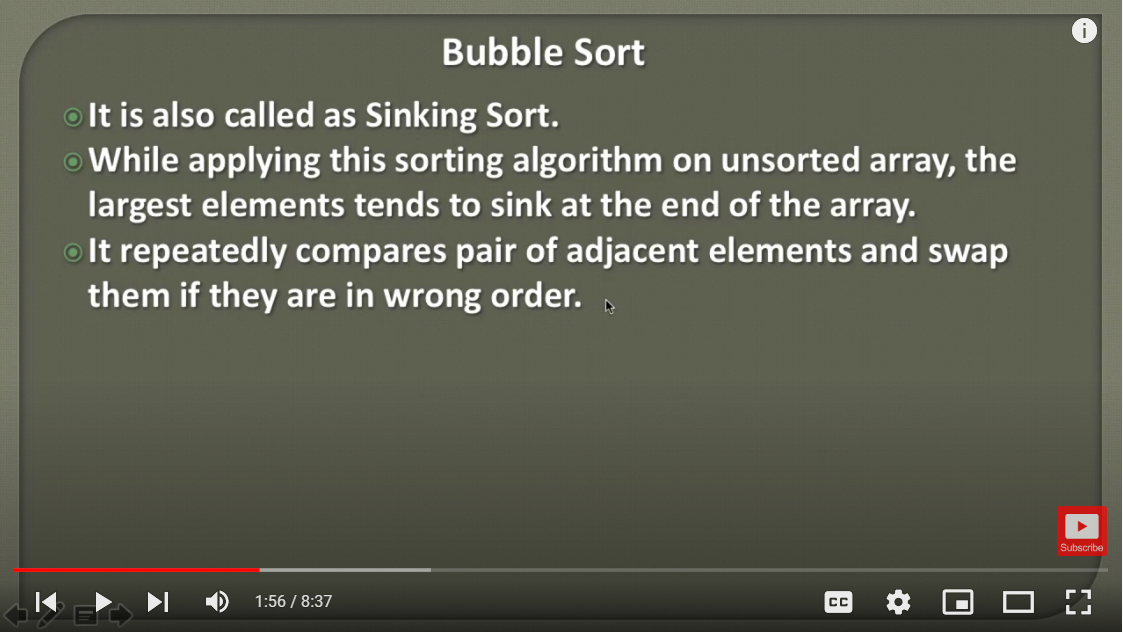 Bubble Sort
It is also called as Sinking Sort.
While applying this sorting algorithm on unsorted array, the
largest elements tends to sink at the end of the array.
It repeatedly compares pair of adjacent elements and swap
them if they are in wrong order.
Subscribe
1:56 / 8:37
CC